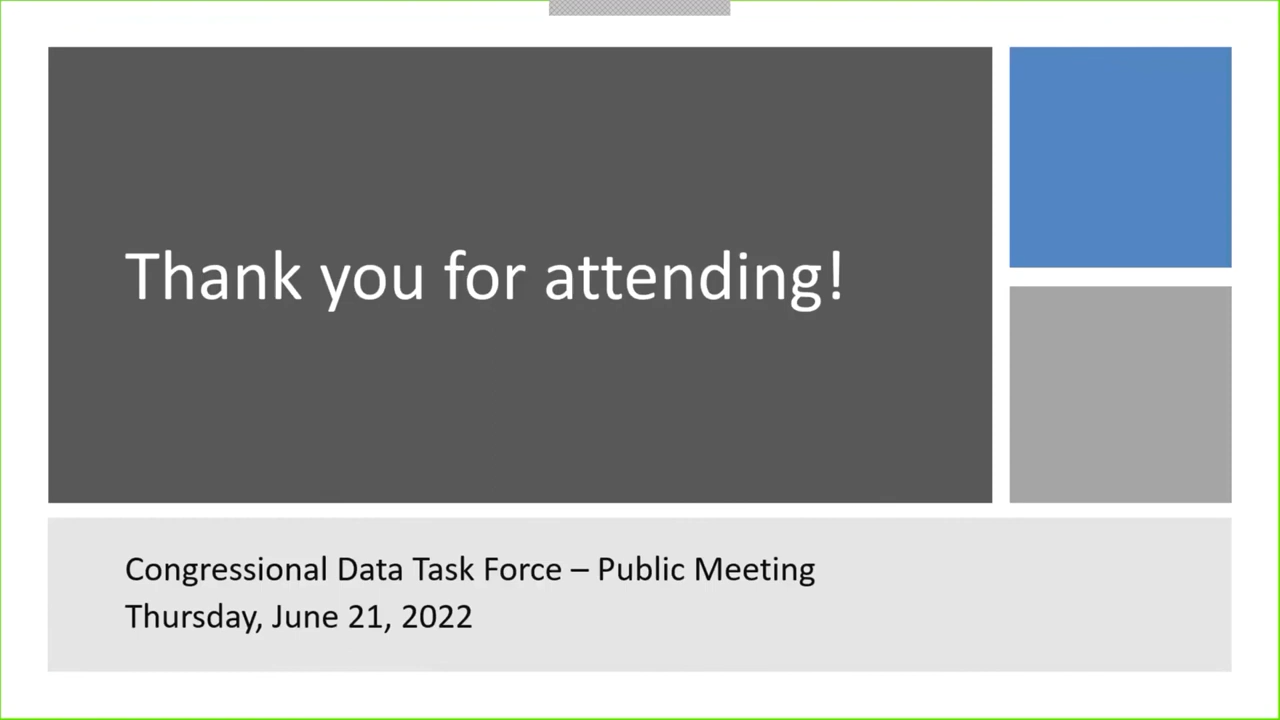 Thank you for attending!
Congressional Data Task Force – Public Meeting
Thursday, June 21, 2022